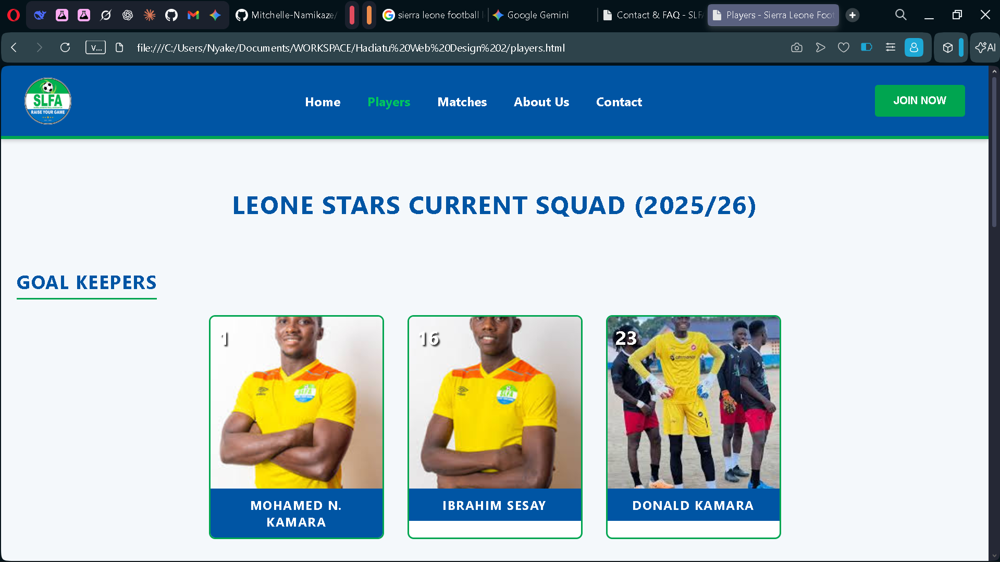 Mitchelle-Namikaze/
sierra leone football
Google Gemini
Contact & FAQ - SLF
Players - Sierra Leone Foot
v...
file:///C:/Users/Nyake/Documents/WORKSPACE/Hadiatu%20Web%20Design%202/players.html
AI
SLFA
RAISE YOUR GAME
Home
Players
Matches
About Us
Contact
JOIN NOW
LEONE STARS CURRENT SQUAD (2025/26)
GOAL KEEPERS
1
16
23
SLFA
SLFA
MOHAMED N.
KAMARA
IBRAHIM SESAY
DONALD KAMARA